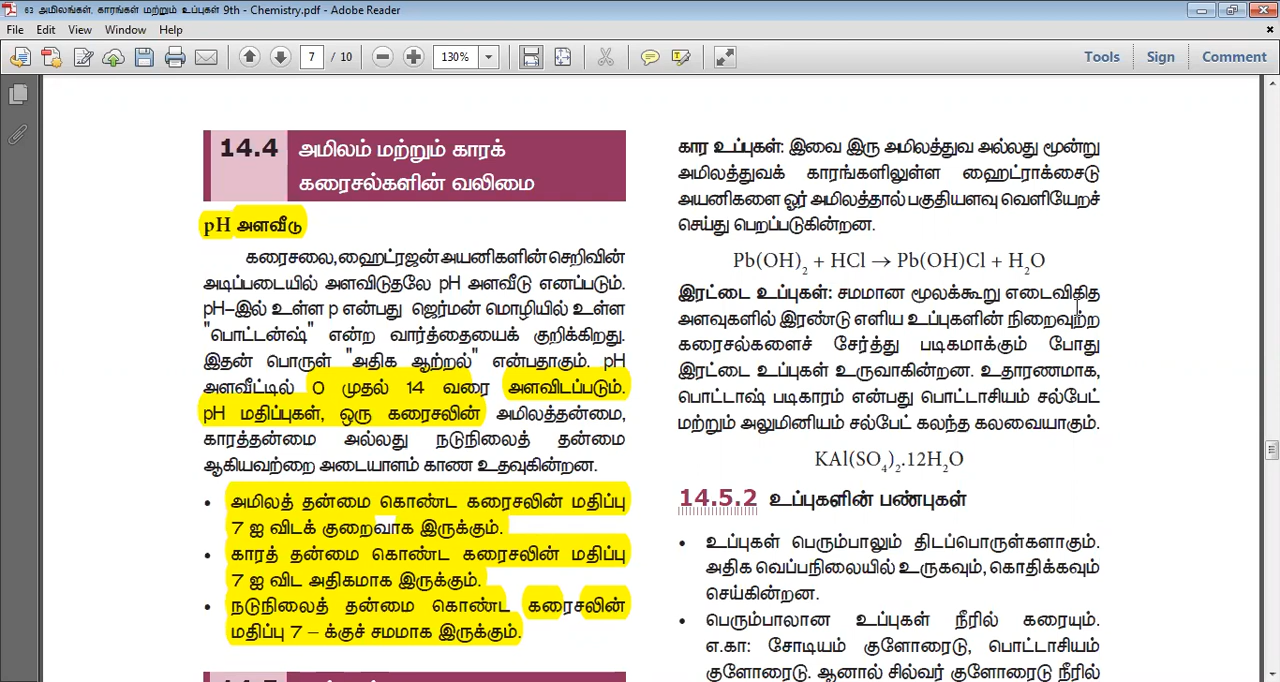 63 அமிலங்கள், காரங்கள் மற்றும் உப்புகள் 9th - Chemistry.pdf - Adobe Reader
File Edit View Window Help
7 / 10 130% Tools Sign Comment
14.4 அமிலம் மற்றும் காரக்
கரைசல்களின் வலிமை
pH அளவீடு
கரைசலை,ஹைட்ரஜன் அயனிகளின் செறிவின்
அடிப்படையில் அளவிடுதலே pH அளவீடு எனப்படும்.
pH–இல் உள்ள p என்பது ஜெர்மன் மொழியில் உள்ள
"பொட்டன்ஷ்" என்ற வார்த்தையைக் குறிக்கிறது.
இதன் பொருள் "அதிக ஆற்றல்" என்பதாகும். pH
அளவீட்டில் 0 முதல் 14 வரை அளவிடப்படும்.
pH மதிப்புகள், ஒரு கரைசலின் அமிலத்தன்மை,
காரத்தன்மை அல்லது நடுநிலைத் தன்மை
ஆகியவற்றை அடையாளம் காண உதவுகின்றன.
• அமிலத் தன்மை கொண்ட கரைசலின் மதிப்பு
7 ஐ விடக் குறைவாக இருக்கும்.
• காரத் தன்மை கொண்ட கரைசலின் மதிப்பு
7 ஐ விட அதிகமாக இருக்கும்.
• நடுநிலைத் தன்மை கொண்ட கரைசலின்
மதிப்பு 7 – க்குச் சமமாக இருக்கும்.
கார உப்புகள்: இவை இரு அமிலத்துவ அல்லது மூன்று
அமிலத்துவக் காரங்களிலுள்ள ஹைட்ராக்சைடு
அயனிகளை ஓர் அமிலத்தால் பகுதியளவு வெளியேறச்
செய்து பெறப்படுகின்றன.
Pb(OH)₂ + HCl → Pb(OH)Cl + H₂O
இரட்டை உப்புகள்: சமமான மூலக்கூறு எடைவிதித
அளவுகளில் இரண்டு எளிய உப்புகளின் நிறைவுற்ற
கரைசல்களைச் சேர்த்து படிகமாக்கும் போது
இரட்டை உப்புகள் உருவாகின்றன. உதாரணமாக,
பொட்டாஷ் படிகாரம் என்பது பொட்டாசியம் சல்பேட்
மற்றும் அலுமினியம் சல்பேட் கலந்த கலவையாகும்.
KAl(SO₄)₂.12H₂O
14.5.2 உப்புகளின் பண்புகள்
• உப்புகள் பெரும்பாலும் திடப்பொருள்களாகும்.
அதிக வெப்பநிலையில் உருகவும், கொதிக்கவும்
செய்கின்றன.
• பெரும்பாலான உப்புகள் நீரில் கரையும்.
எ.கா: சோடியம் குளோரைடு, பொட்டாசியம்
குளோரைடு. ஆனால் சில்வர் குளோரைடு நீரில்